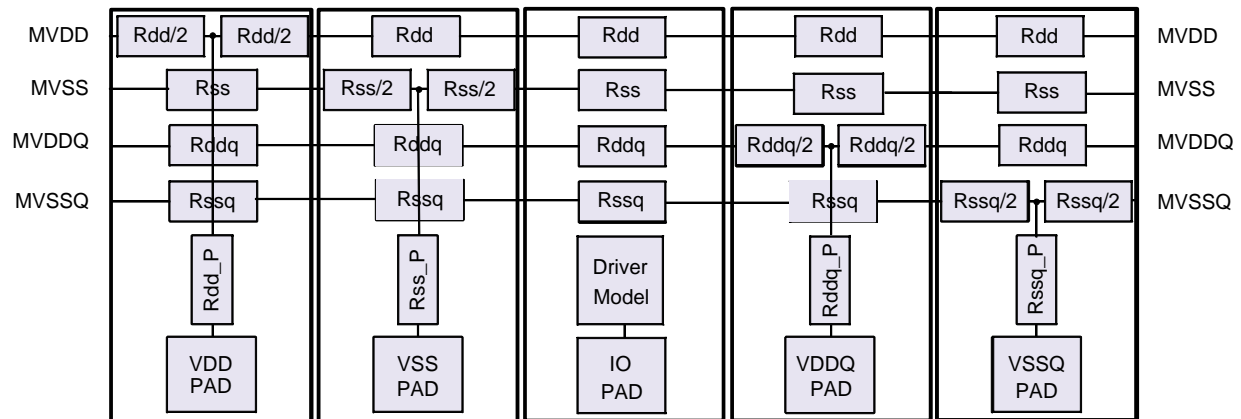 MVDD Rdd/2 Rdd/2 Rdd Rdd Rdd Rdd MVDD
MVSS Rss Rss/2 Rss/2 Rss Rss Rss MVSS
MVDDQ Rddq Rddq Rddq Rddq/2 Rddq/2 Rddq MVDDQ
MVSSQ Rssq Rssq Rssq Rssq Rssq/2 Rssq/2 MVSSQ
Rdd_P Rss_P Driver Model Rddq_P Rssq_P
VDD PAD VSS PAD IO PAD VDDQ PAD VSSQ PAD